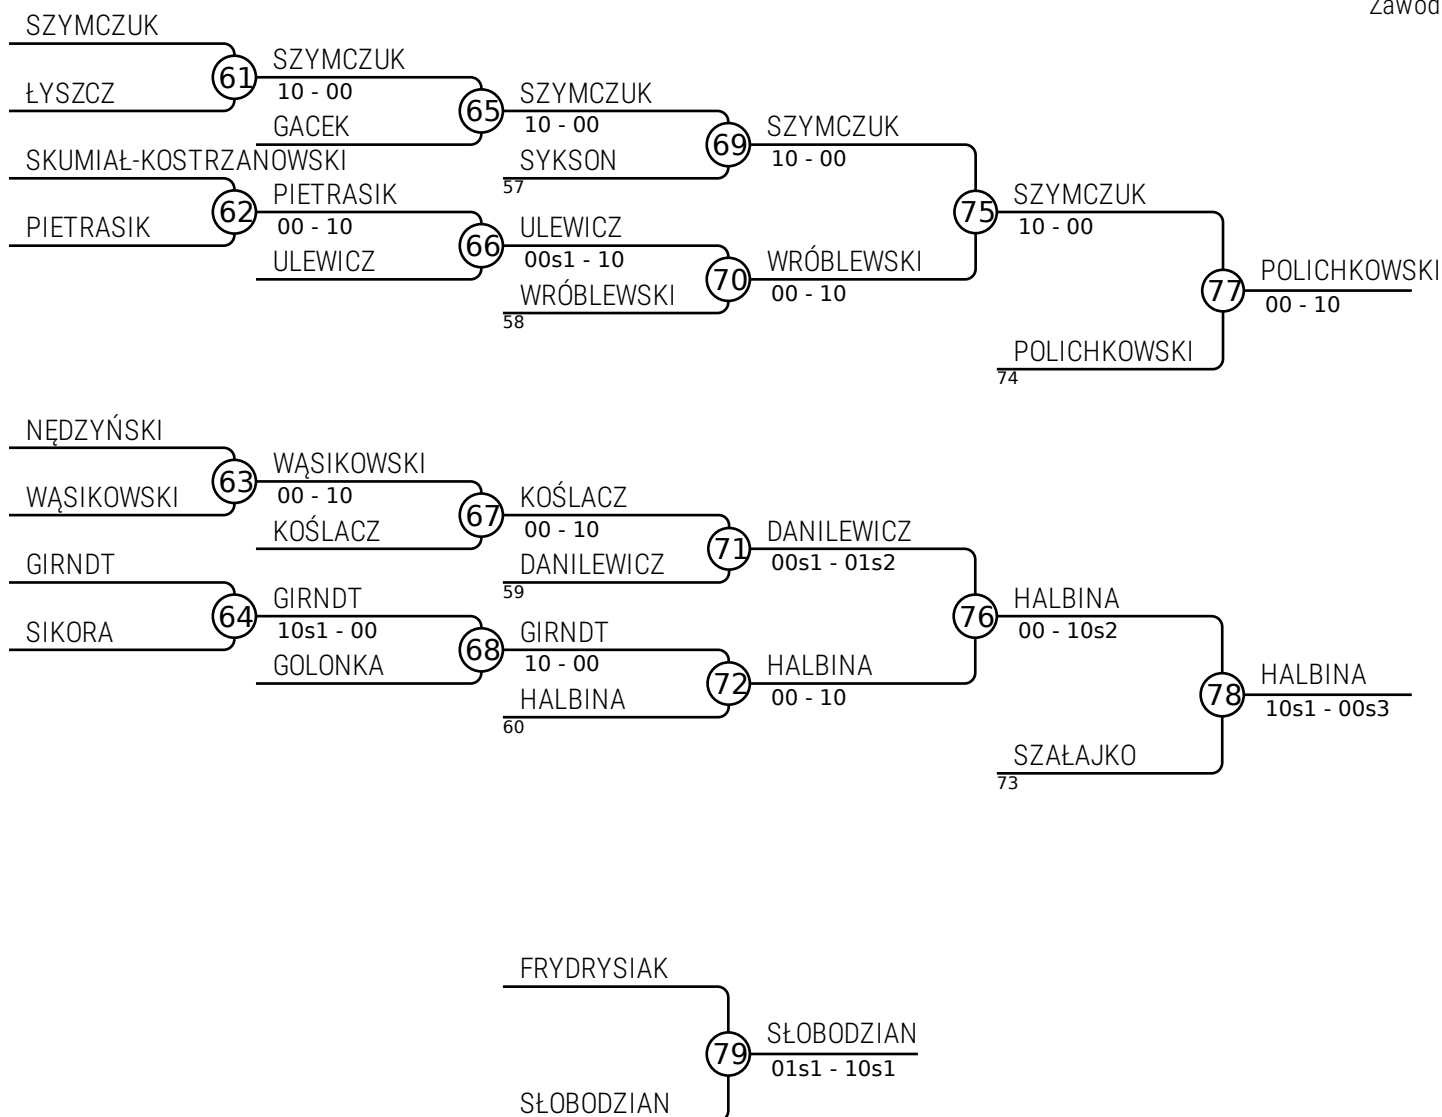 Zawod
SZYMCZUK
61
SZYMCZUK
10 - 00
ŁYSZCZ
65
SZYMCZUK
10 - 00
GACEK
69
SZYMCZUK
10 - 00
SKUMIAŁ-KOSTRZANOWSKI
SYKSON
57
62
PIETRASIK
00 - 10
75
SZYMCZUK
10 - 00
PIETRASIK
66
ULEWICZ
00s1 - 10
ULEWICZ
70
WRÓBLEWSKI
00 - 10
WRÓBLEWSKI
58
77
POLICHKOWSKI
00 - 10
POLICHKOWSKI
74
NĘDZYŃSKI
63
WĄSIKOWSKI
00 - 10
WĄSIKOWSKI
67
KOŚLACZ
00 - 10
KOŚLACZ
71
DANILEWICZ
00s1 - 01s2
GIRNDT
DANILEWICZ
59
64
GIRNDT
10s1 - 00
76
HALBINA
00 - 10s2
SIKORA
68
GIRNDT
10 - 00
GOLONKA
72
HALBINA
00 - 10
HALBINA
60
78
HALBINA
10s1 - 00s3
SZAŁAJKO
73
FRYDRYSIAK
79
SŁOBODZIAN
01s1 - 10s1
SŁOBODZIAN